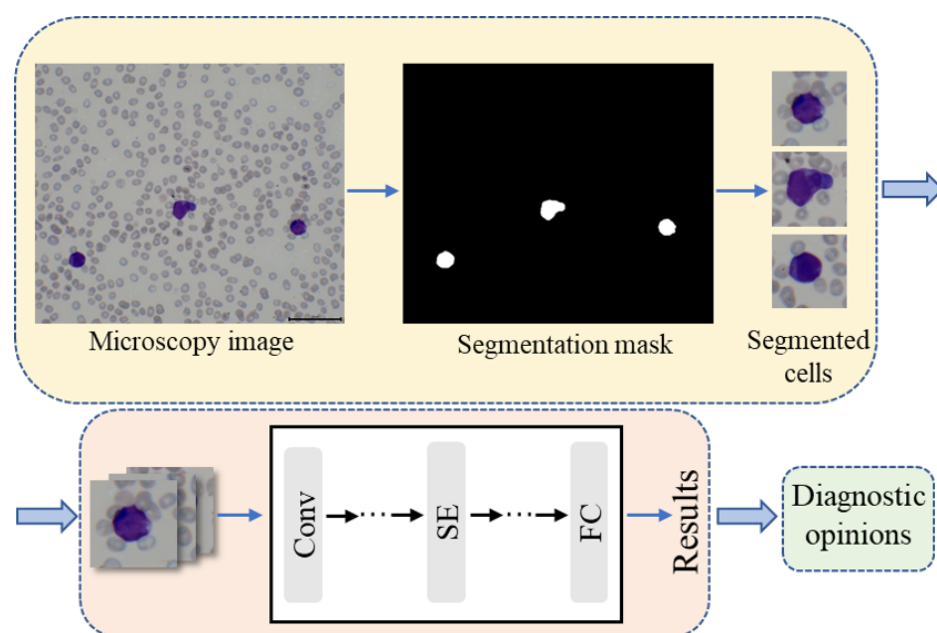 Microscopy image
Segmentation mask
Segmented
cells
Conv
SE
FC
Results
Diagnostic
opinions